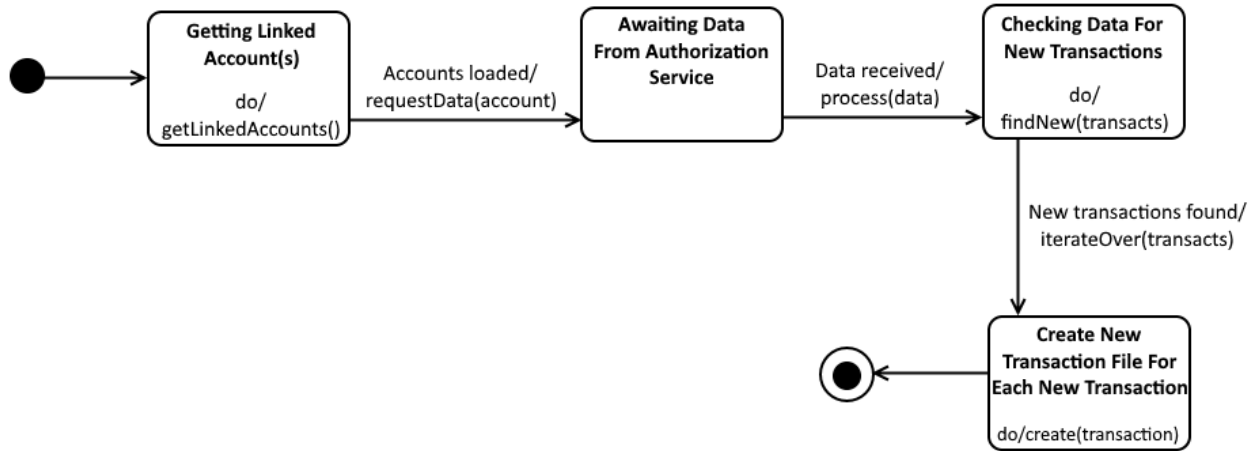 Getting Linked
Account(s)
do/
getLinkedAccounts()
Accounts loaded/
requestData(account)
Awaiting Data
From Authorization
Service
Data received/
process(data)
Checking Data For
New Transactions
do/
findNew(transacts)
New transactions found/
iterateOver(transacts)
Create New
Transaction File For
Each New Transaction
do/create(transaction)